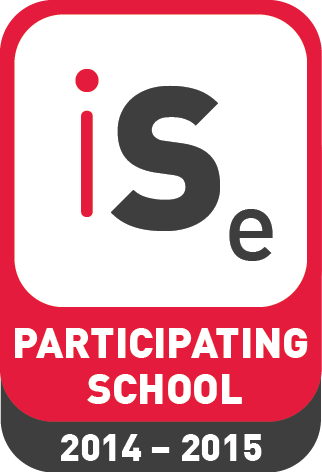 iSe
PARTICIPATING
SCHOOL
2014 – 2015